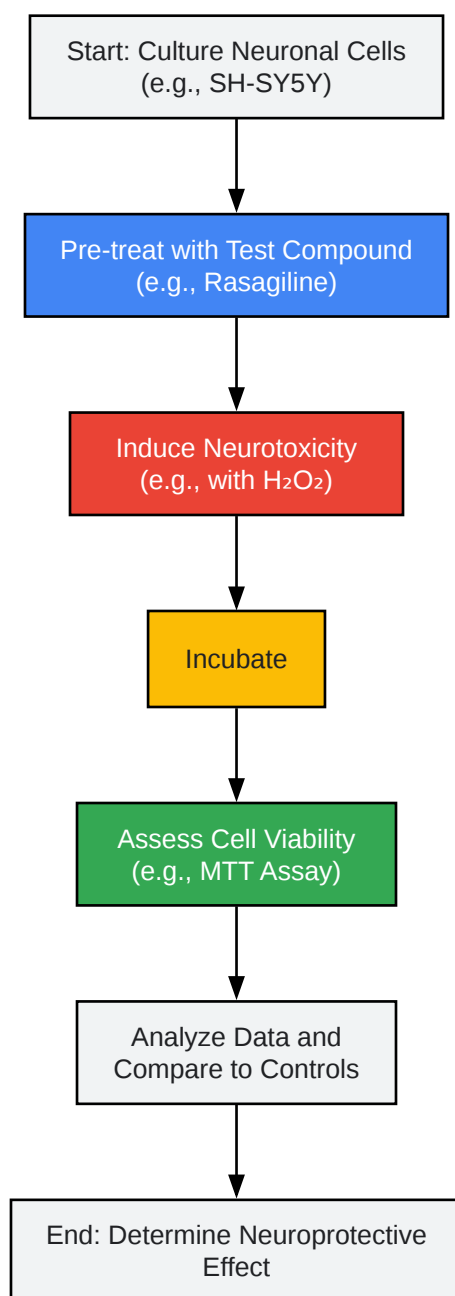 Start: Culture Neuronal Cells
(e.g., SH-SY5Y)
Pre-treat with Test Compound
(e.g., Rasagiline)
Induce Neurotoxicity
(e.g., with H₂O₂)
Incubate
Assess Cell Viability
(e.g., MTT Assay)
Analyze Data and
Compare to Controls
End: Determine Neuroprotective
Effect